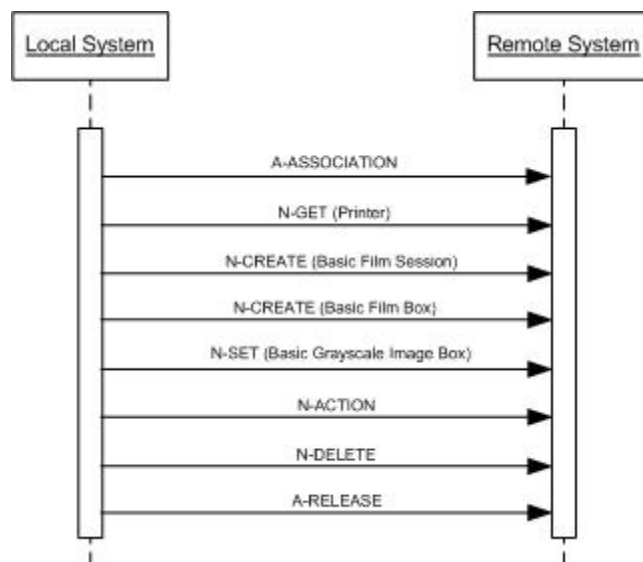 Local System
Remote System
A-ASSOCIATION
N-GET (Printer)
N-CREATE (Basic Film Session)
N-CREATE (Basic Film Box)
N-SET (Basic Grayscale Image Box)
N-ACTION
N-DELETE
A-RELEASE